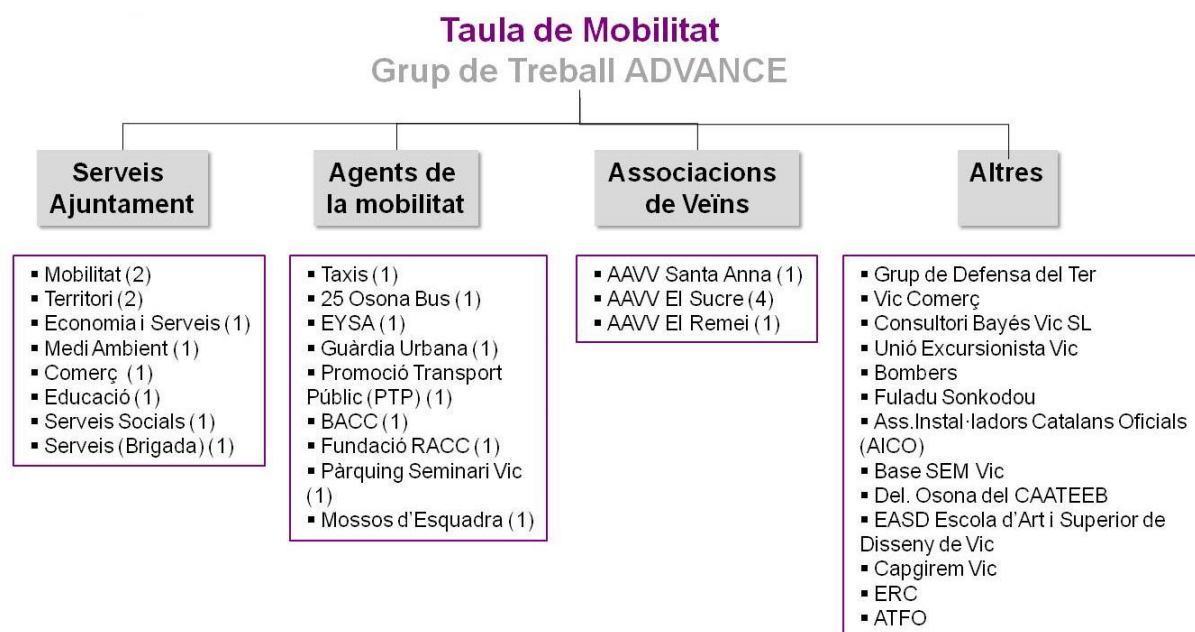 Taula de Mobilitat
Grup de Treball ADVANCE
Serveis
Ajuntament
▪ Mobilitat (2)
▪ Territori (2)
▪ Economia i Serveis (1)
▪ Medi Ambient (1)
▪ Comerç (1)
▪ Educació (1)
▪ Serveis Socials (1)
▪ Serveis (Brigada) (1)
Agents de
la mobilitat
▪ Taxis (1)
▪ 25 Osona Bus (1)
▪ EYSA (1)
▪ Guàrdia Urbana (1)
▪ Promoció Transport
Públic (PTP) (1)
▪ BACC (1)
▪ Fundació RACC (1)
▪ Pàrquing Seminari Vic
(1)
▪ Mossos d'Esquadra (1)
Associacions
de Veïns
▪ AAVV Santa Anna (1)
▪ AAVV El Sucre (4)
▪ AAVV El Remei (1)
Altres
▪ Grup de Defensa del Ter
▪ Vic Comerç
▪ Consultori Bayés Vic SL
▪ Unió Excursionista Vic
▪ Bombers
▪ Fuladu Sonkodou
▪ Ass.Instal·ladors Catalans Oficials
(AICO)
▪ Base SEM Vic
▪ Del. Osona del CAATEEB
▪ EASD Escola d'Art i Superior de
Disseny de Vic
▪ Capgirem Vic
▪ ERC
▪ ATFO